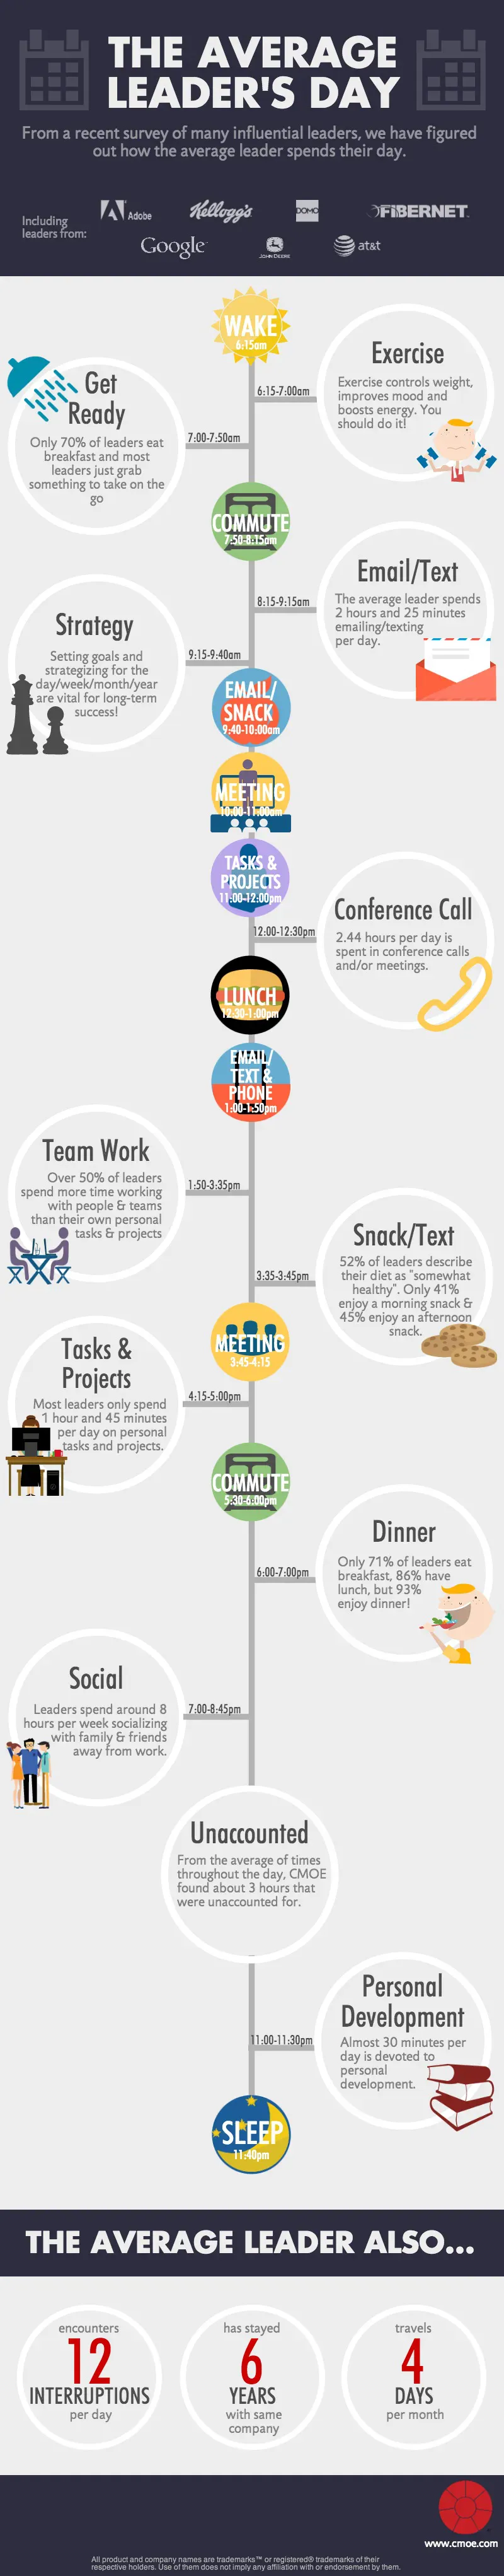 THE AVERAGE
LEADER'S DAY
From a recent survey of many influential leaders, we have figured
out how the average leader spends their day.
Including
leaders from:
Adobe
Kellogg's
DOMO
FIBERNET
Google
JOHN DEERE
at&t
WAKE
6:15am
Exercise
Exercise controls weight,
improves mood and
boosts energy. You
should do it!
6:15-7:00am
Get
Ready
Only 70% of leaders eat
breakfast and most
leaders just grab
something to take on the
go
7:00-7:50am
COMMUTE
7:50-8:15am
Email/Text
The average leader spends
2 hours and 25 minutes
emailing/texting
per day.
8:15-9:15am
Strategy
Setting goals and
strategizing for the
day/week/month/year
are vital for long-term
success!
9:15-9:40am
EMAIL/
SNACK
9:40-10:00am
MEETING
10:00-11:00am
TASKS &
PROJECTS
11:00-12:00pm
Conference Call
2.44 hours per day is
spent in conference calls
and/or meetings.
12:00-12:30pm
LUNCH
12:30-1:00pm
EMAIL/
TEXT &
PHONE
1:00-1:50pm
Team Work
Over 50% of leaders
spend more time working
with people & teams
than their own personal
tasks & projects
1:50-3:35pm
Snack/Text
52% of leaders describe
their diet as "somewhat
healthy". Only 41%
enjoy a morning snack &
45% enjoy an afternoon
snack.
3:35-3:45pm
MEETING
3:45-4:15
Tasks &
Projects
Most leaders only spend
1 hour and 45 minutes
per day on personal
tasks and projects.
4:15-5:00pm
COMMUTE
5:30-6:00pm
Dinner
Only 71% of leaders eat
breakfast, 86% have
lunch, but 93%
enjoy dinner!
6:00-7:00pm
Social
Leaders spend around 8
hours per week socializing
with family & friends
away from work.
7:00-8:45pm
Unaccounted
From the average of times
throughout the day, CMOE
found about 3 hours that
were unaccounted for.
Personal
Development
Almost 30 minutes per
day is devoted to
personal
development.
11:00-11:30pm
SLEEP
11:40pm
THE AVERAGE LEADER ALSO...
encounters
12
INTERRUPTIONS
per day
has stayed
6
YEARS
with same
company
travels
4
DAYS
per month
www.cmoe.com
All product and company names are trademarks™ or registered® trademarks of their
respective holders. Use of them does not imply any affiliation with or endorsement by them.